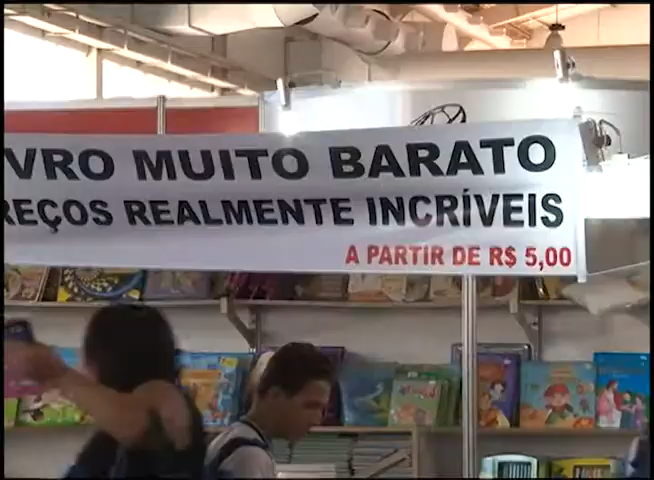 VRO MUITO BARATO
REÇOS REALMENTE INCRÍVEIS
A PARTIR DE R$ 5,00